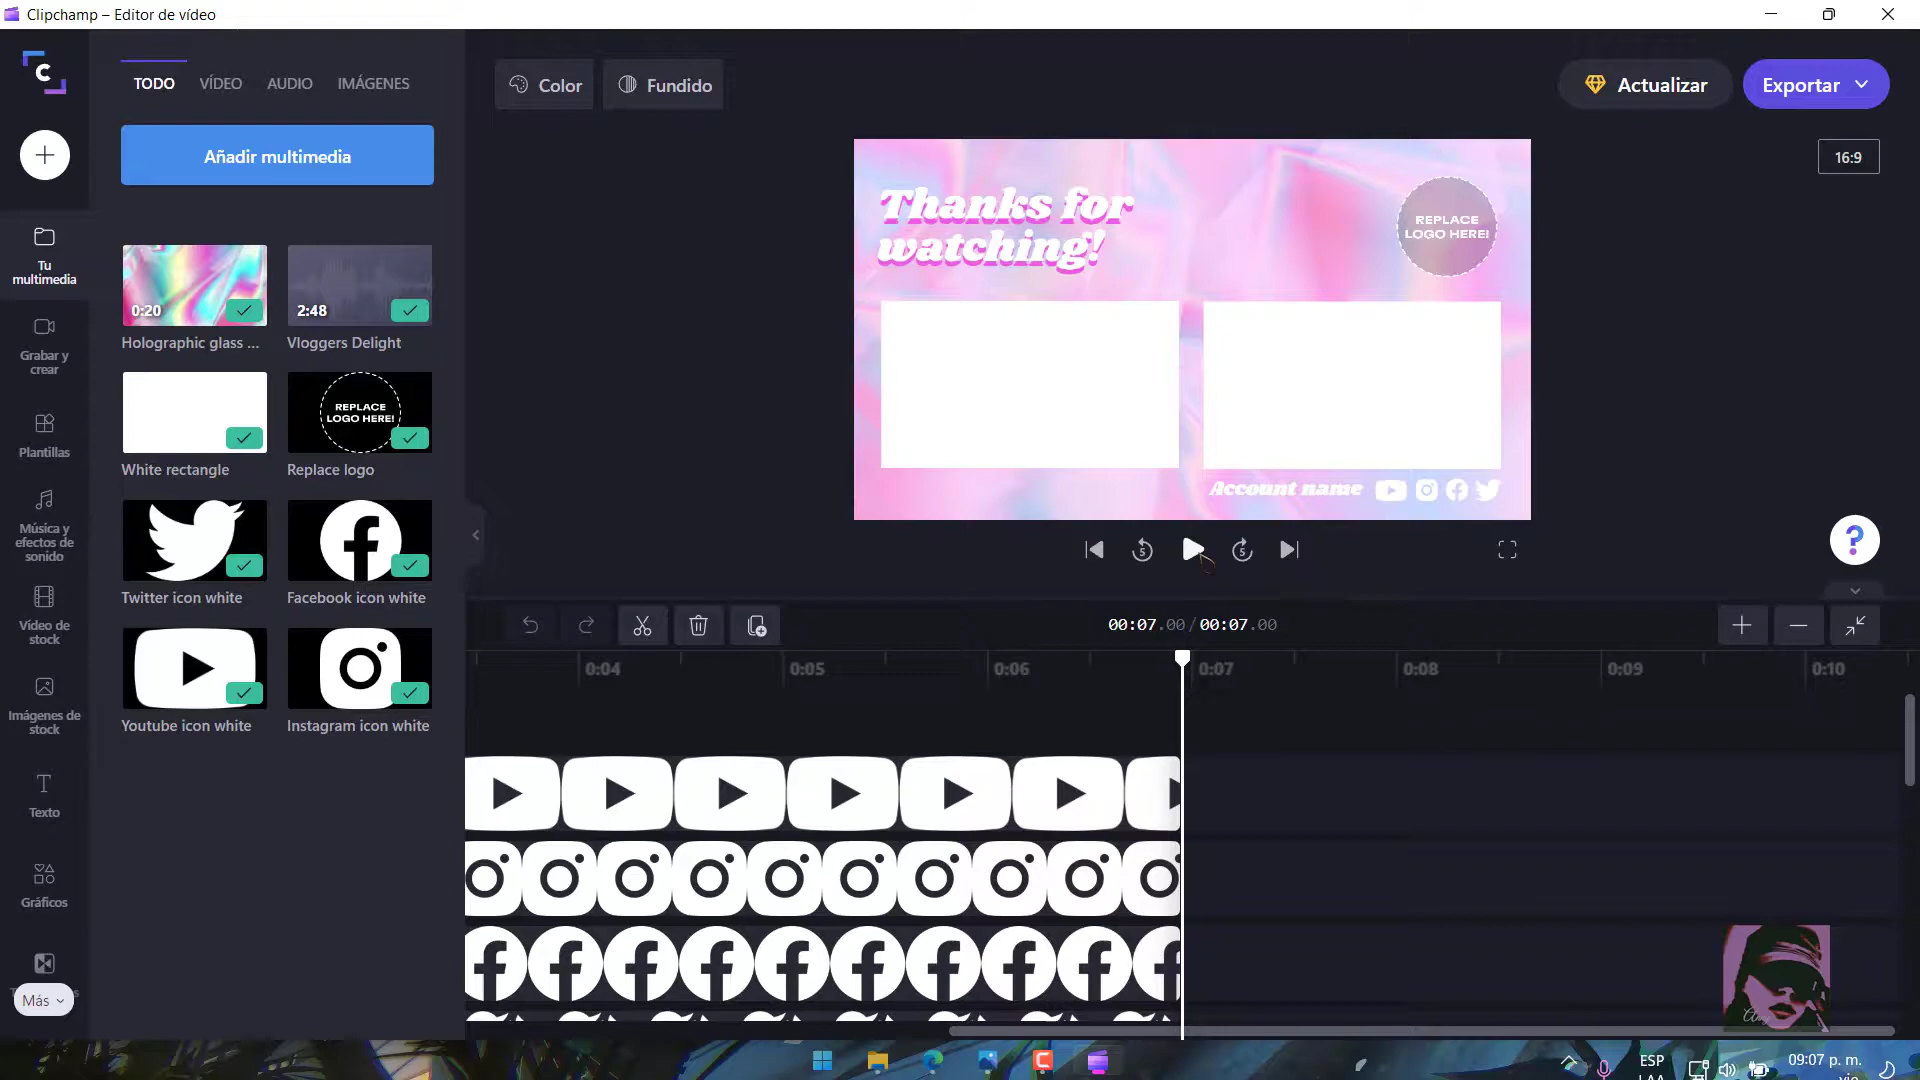 Clipchamp – Editor de vídeo
TODO
VÍDEO
AUDIO
IMÁGENES
Color
Fundido
Actualizar
Exportar
Añadir multimedia
16:9
Tu
multimedia
Grabar y
crear
Plantillas
Música y
efectos de
sonido
Vídeo de
stock
Imágenes de
stock
Texto
Gráficos
Más
0:20
Holographic glass ...
2:48
Vloggers Delight
White rectangle
REPLACE
LOGO HERE!
Replace logo
Twitter icon white
Facebook icon white
Youtube icon white
Instagram icon white
Thanks for
watching!
REPLACE
LOGO HERE!
Account name
5
5
?
00:07.00 / 00:07.00
0:04
0:05
0:06
0:07
0:08
0:09
0:10
ESP
09:07 p. m.